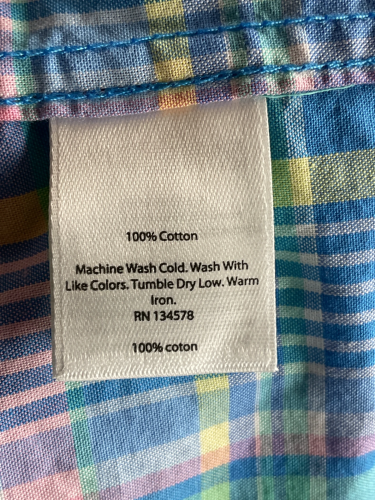 100% Cotton
Machine Wash Cold. Wash With
Like Colors. Tumble Dry Low. Warm
Iron.
RN 134578
100% coton